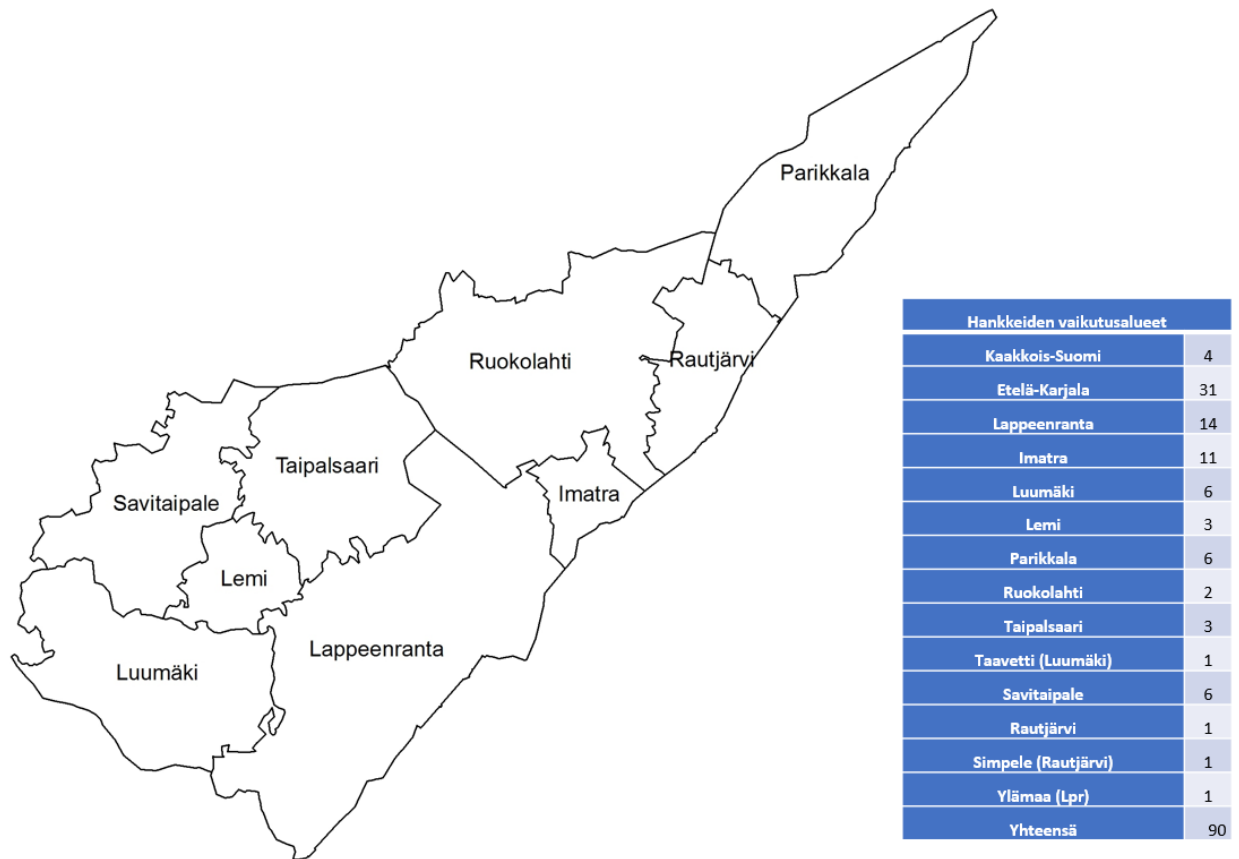 Parikkala
Ruokolahti
Rautjärvi
Taipalsaari
Imatra
Savitaipale
Lemi
Lappeenranta
Luumäki
Hankkeiden vaikutusalueet
Kaakkois-Suomi 4
Etelä-Karjala 31
Lappeenranta 14
Imatra 11
Luumäki 6
Lemi 3
Parikkala 6
Ruokolahti 2
Taipalsaari 3
Taavetti (Luumäki) 1
Savitaipale 6
Rautjärvi 1
Simpele (Rautjärvi) 1
Ylämaa (Lpr) 1
Yhteensä 90